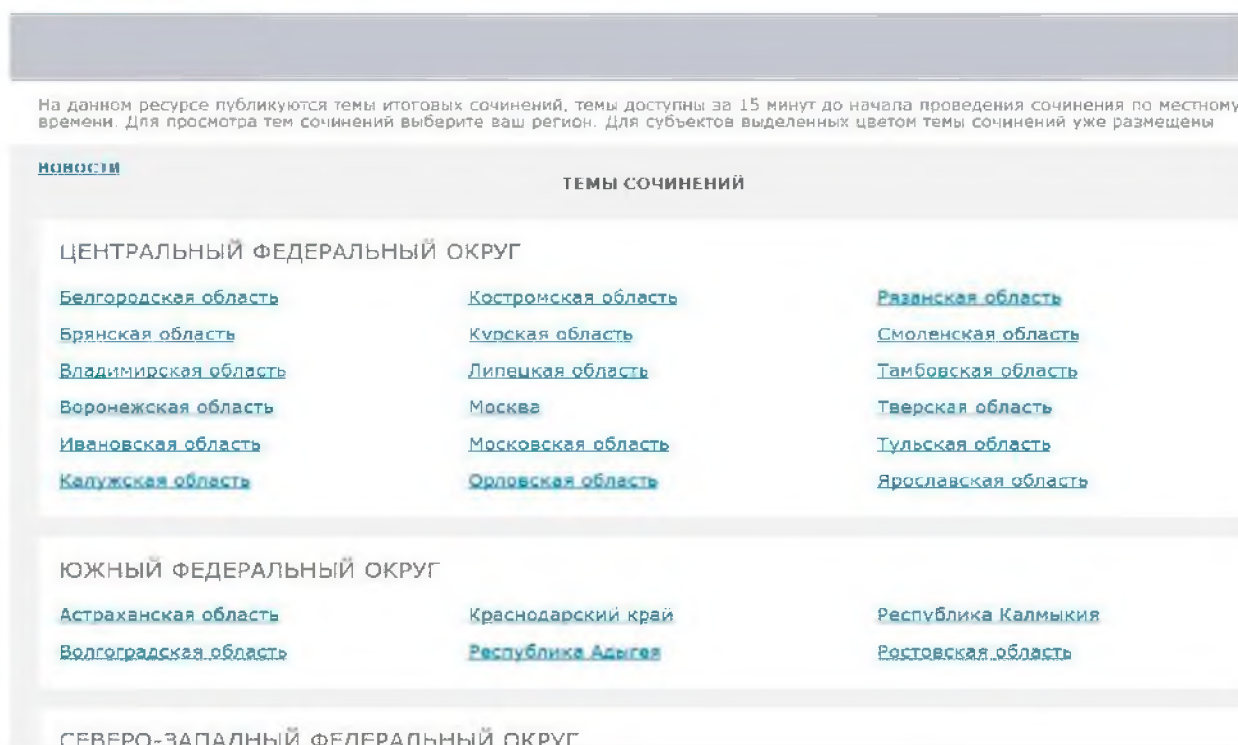 На данном ресурсе публикуются темы итоговых сочинений, темы доступны за 15 минут до начала проведения сочинения по местному
времени. Для просмотра тем сочинений выберите ваш регион. Для субъектов выделенных цветом темы сочинений уже размещены
НОВОСТИ
ТЕМЫ СОЧИНЕНИЙ
ЦЕНТРАЛЬНЫЙ ФЕДЕРАЛЬНЫЙ ОКРУГ
Белгородская область Костромская область Рязанская область
Брянская область Курская область Смоленская область
Владимирская область Липецкая область Тамбовская область
Воронежская область Москва Тверская область
Ивановская область Московская область Тульская область
Калужская область Орловская область Ярославская область
ЮЖНЫЙ ФЕДЕРАЛЬНЫЙ ОКРУГ
Астраханская область Краснодарский край Республика Калмыкия
Волгоградская область Республика Адыгея Ростовская область
СЕВЕРО-ЗАПАДНЫЙ ФЕДЕРАЛЬНЫЙ ОКРУГ